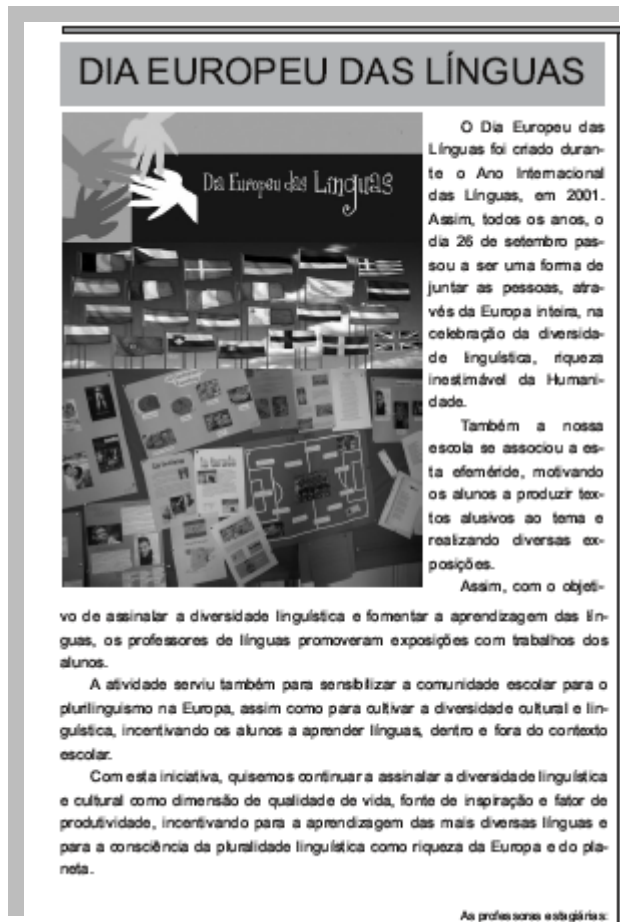 DIA EUROPEU DAS LÍNGUAS
Dia Europeu das Línguas
O Dia Europeu das
Línguas foi criado duran-
te o Ano Internacional
das Línguas, em 2001.
Assim, todos os anos, o
dia 26 de setembro pas-
sou a ser uma forma de
juntar as pessoas, atra-
vés da Europa inteira, na
celebração da diversida-
de linguística, riqueza
inestimável da Humani-
dade.
Também a nossa
escola se associou a es-
ta efeméride, motivando
os alunos a produzir tex-
tos alusivos ao tema e
realizando diversas ex-
posições.
Assim, com o objeti-
vo de assinalar a diversidade linguística e fomentar a aprendizagem das lín-
guas, os professores de línguas promoveram exposições com trabalhos dos
alunos.
A atividade serviu também para sensibilizar a comunidade escolar para o
plurilinguismo na Europa, assim como para cultivar a diversidade cultural e lin-
guística, incentivando os alunos a aprender línguas, dentro e fora do contexto
escolar.
Com esta iniciativa, quisemos continuar a assinalar a diversidade linguística
e cultural como dimensão de qualidade de vida, fonte de inspiração e fator de
produtividade, incentivando para a aprendizagem das mais diversas línguas e
para a consciência da pluralidade linguística como riqueza da Europa e do pla-
neta.
As professoras estagiárias: